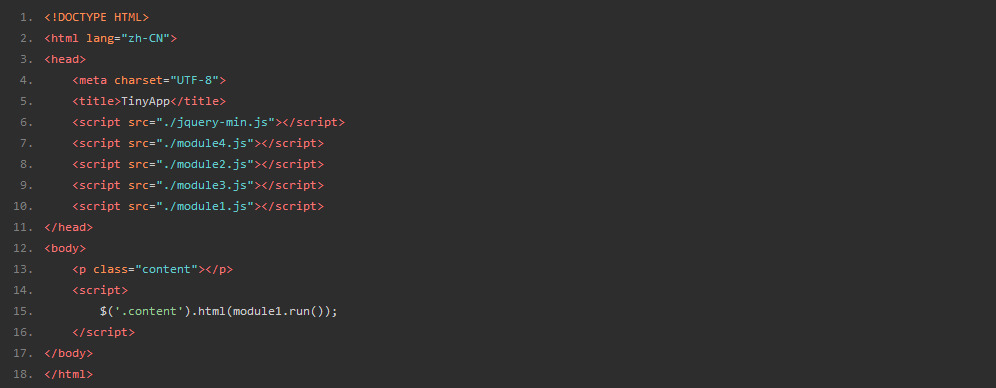 1. <!DOCTYPE HTML>
2. <html lang="zh-CN">
3. <head>
4.     <meta charset="UTF-8">
5.     <title>TinyApp</title>
6.     <script src="./jquery-min.js"></script>
7.     <script src="./module4.js"></script>
8.     <script src="./module2.js"></script>
9.     <script src="./module3.js"></script>
10.     <script src="./module1.js"></script>
11. </head>
12. <body>
13.     <p class="content"></p>
14.     <script>
15.         $('.content').html(module1.run());
16.     </script>
17. </body>
18. </html>